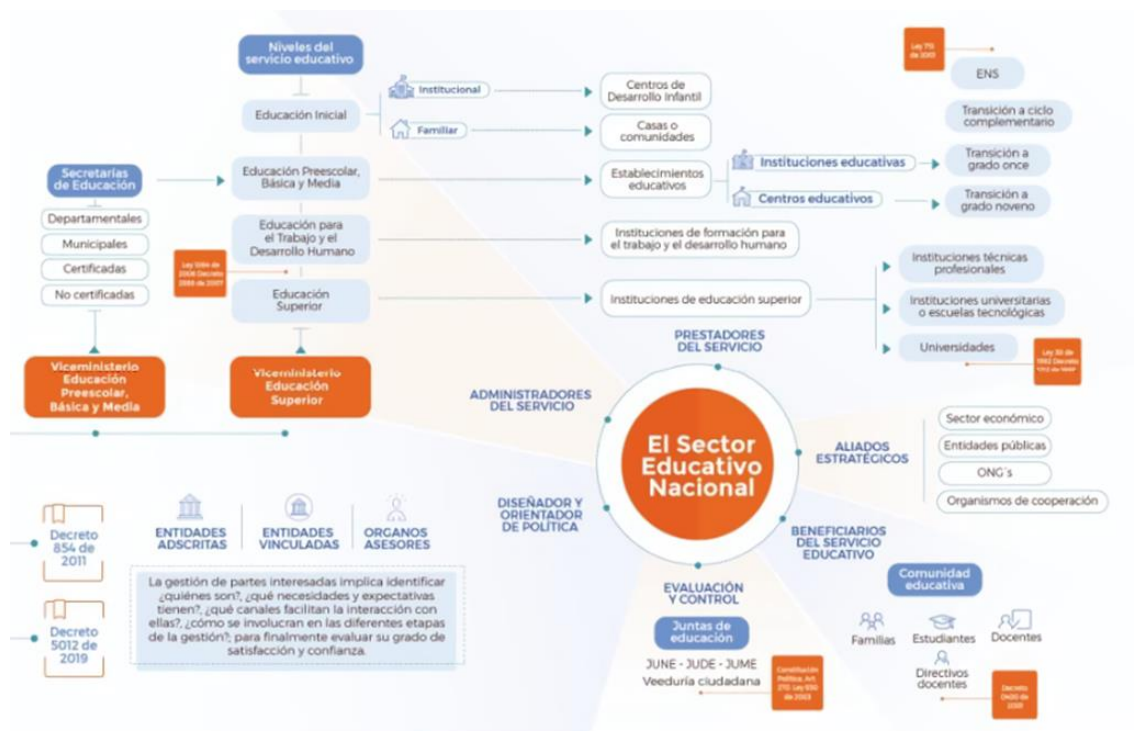 Niveles del
servicio educativo
Educación Inicial
Institucional
Familiar
Centros de
Desarrollo Infantil
Casas o
comunidades
ENS
Transición a ciclo
complementario
Secretarías
de Educación
Departamentales
Municipales
Certificadas
No certificadas
Educación Preescolar,
Básica y Media
Establecimientos
educativos
Instituciones educativas
Centros educativos
Transición a
grado once
Transición a
grado noveno
Educación para
el Trabajo y el
Desarrollo Humano
Instituciones de formación para
el trabajo y el desarrollo humano
Educación
Superior
Instituciones de educación superior
Instituciones técnicas
profesionales
Instituciones universitarias
o escuelas tecnológicas
Universidades
Viceministerio
Educación
Preescolar,
Básica y Media
Viceministerio
Educación
Superior
PRESTADORES
DEL SERVICIO
ADMINISTRADORES
DEL SERVICIO
El Sector
Educativo
Nacional
ALIADOS
ESTRATÉGICOS
Sector económico
Entidades públicas
ONG´s
Organismos de cooperación
DISEÑADOR Y
ORIENTADOR
DE POLÍTICA
BENEFICIARIOS
DEL SERVICIO
EDUCATIVO
Decreto
854 de
2011
Decreto
5012 de
2019
ENTIDADES
ADSCRITAS
ENTIDADES
VINCULADAS
ORGANOS
ASESORES
La gestión de partes interesadas implica identificar
¿quiénes son?, ¿qué necesidades y expectativas
tienen?, ¿qué canales facilitan la interacción con
ellas?, ¿cómo se involucran en las diferentes etapas
de la gestión?; para finalmente evaluar su grado de
satisfacción y confianza.
EVALUACIÓN
Y CONTROL
Juntas de
educación
JUNE - JUDE - JUME
Veeduría ciudadana
Constitución
Política, Art.
Comunidad
educativa
Familias
Estudiantes
Docentes
Directivos
docentes
Decreto